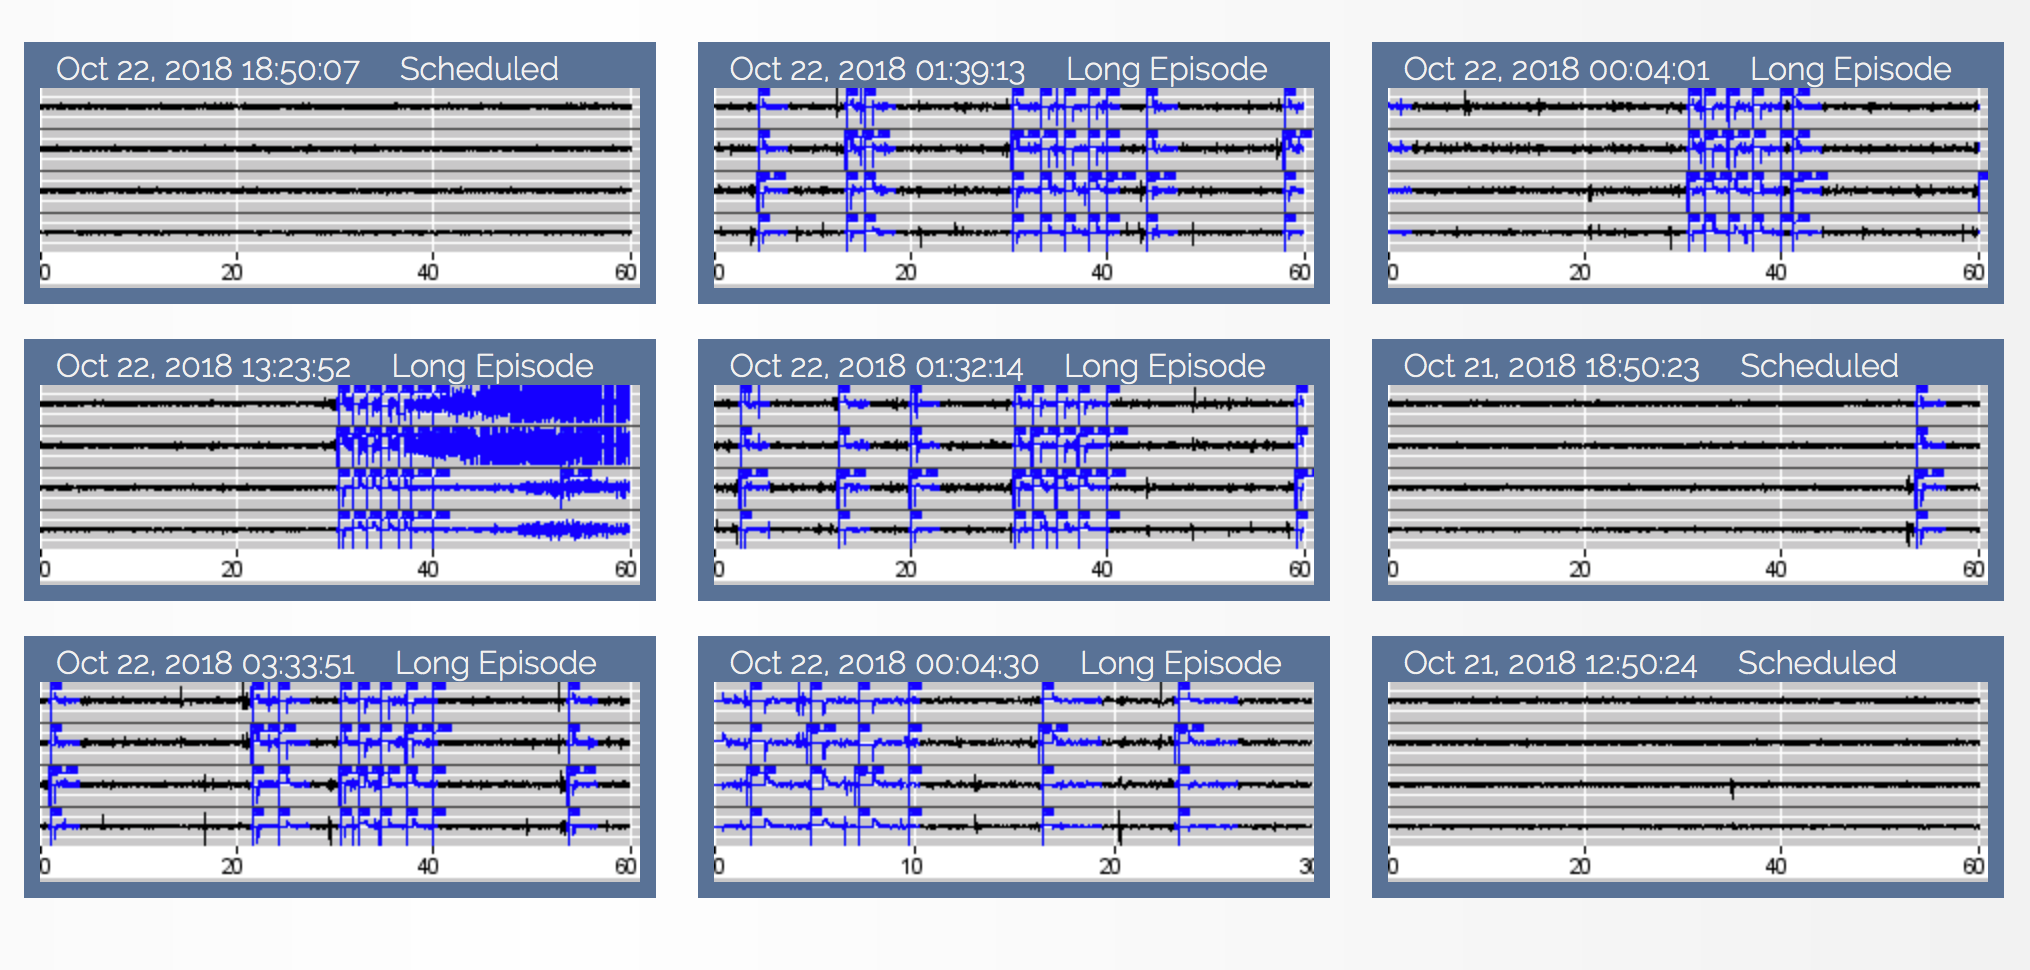 Oct 22, 2018 18:50:07 Scheduled
0 20 40 60
Oct 22, 2018 01:39:13 Long Episode
0 20 40 60
Oct 22, 2018 00:04:01 Long Episode
0 20 40 60
Oct 22, 2018 13:23:52 Long Episode
0 20 40 60
Oct 22, 2018 01:32:14 Long Episode
0 20 40 60
Oct 21, 2018 18:50:23 Scheduled
0 20 40 60
Oct 22, 2018 03:33:51 Long Episode
0 20 40 60
Oct 22, 2018 00:04:30 Long Episode
0 10 20 30
Oct 21, 2018 12:50:24 Scheduled
0 20 40 60